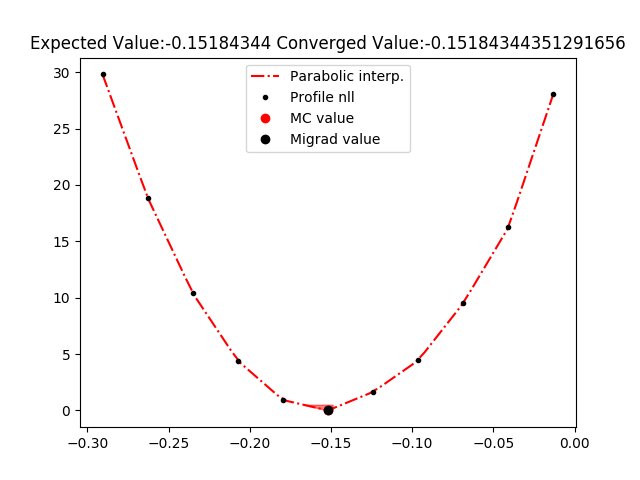 Expected Value:-0.15184344 Converged Value:-0.15184344351291656
Parabolic interp.
Profile nll
MC value
Migrad value
30
25
20
15
10
5
0
−0.30 −0.25 −0.20 −0.15 −0.10 −0.05 0.00